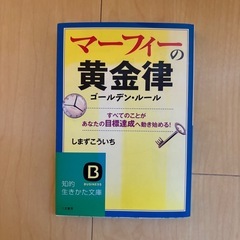 マーフィーの
黄金律
ゴールデン・ルール
すべてのことが
あなたの目標達成へ動き始める!
しまずこういち
B
BUSINESS
知的
生きかた文庫